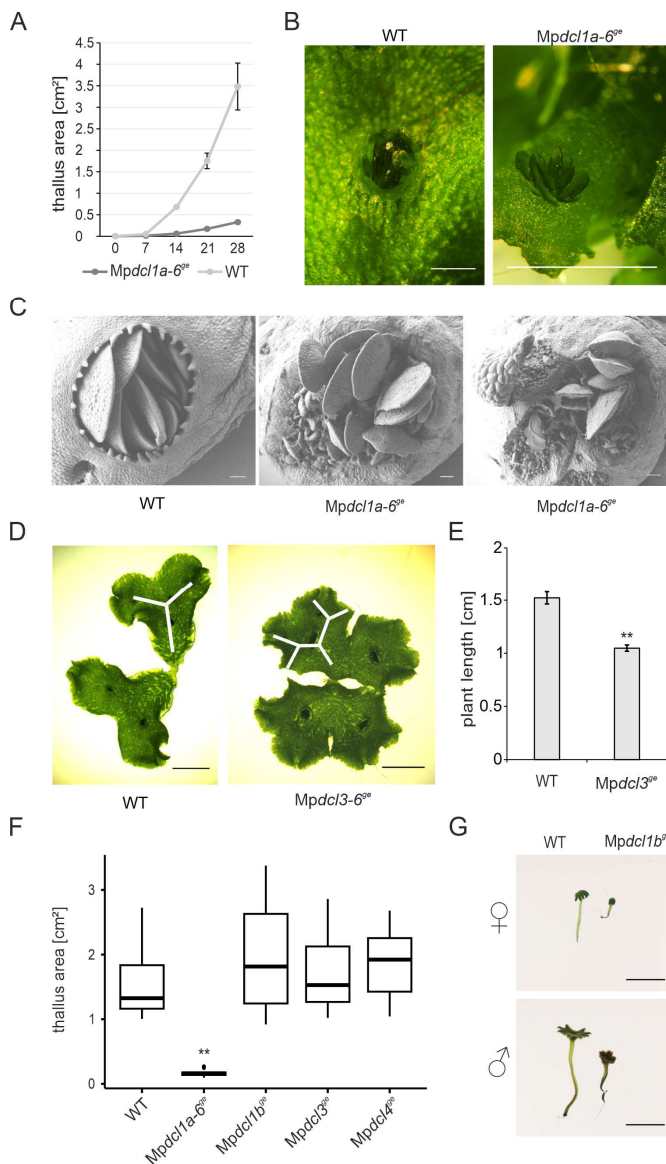 A
thallus area [cm²]
4.5
4
3.5
3
2.5
2
1.5
1
0.5
0
0 7 14 21 28
Mpdcl1a-6ᵍᵉ WT
B
WT Mpdcl1a-6ᵍᵉ
C
WT Mpdcl1a-6ᵍᵉ Mpdcl1a-6ᵍᵉ
D
WT Mpdcl3-6ᵍᵉ
E
plant length [cm]
2
1.5
1
0.5
0
**
WT Mpdcl3ᵍᵉ
F
thallus area [cm²]
3
2
1
0
**
WT Mpdcl1a-6ᵍᵉ Mpdcl1bᵍᵉ Mpdcl3ᵍᵉ Mpdcl4ᵍᵉ
G
WT Mpdcl1bᵍ
♀
♂